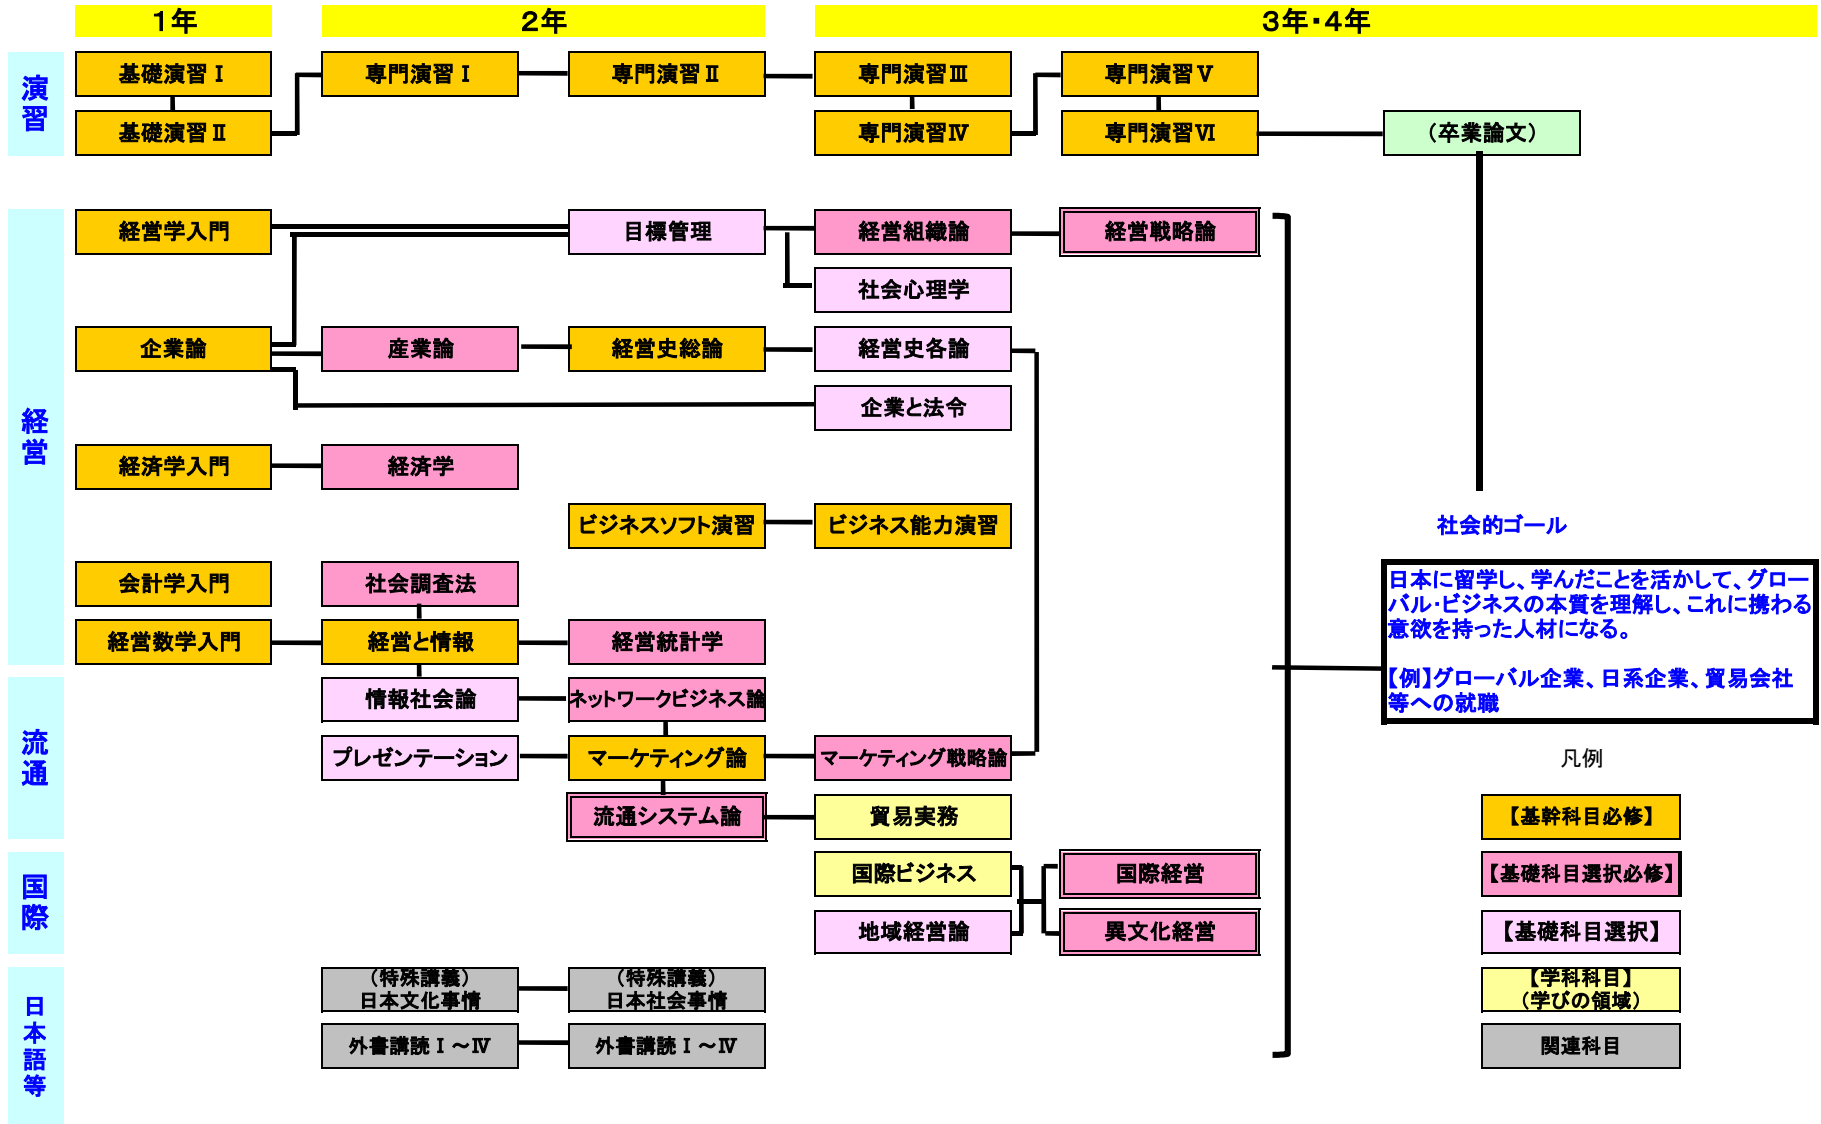 １年
２年
３年・４年
演習
基礎演習Ⅰ
専門演習Ⅰ
専門演習Ⅱ
専門演習Ⅲ
専門演習Ⅴ
基礎演習Ⅱ
専門演習Ⅳ
専門演習Ⅵ
（卒業論文）
経営
経営学入門
目標管理
経営組織論
経営戦略論
社会心理学
企業論
産業論
経営史総論
経営史各論
企業と法令
経済学入門
経済学
ビジネスソフト演習
ビジネス能力演習
会計学入門
社会調査法
経営数学入門
経営と情報
経営統計学
流通
情報社会論
ネットワークビジネス論
プレゼンテーション
マーケティング論
マーケティング戦略論
流通システム論
貿易実務
国際
国際ビジネス
国際経営
地域経営論
異文化経営
日本語等
（特殊講義）
日本文化事情
（特殊講義）
日本社会事情
外書講読Ⅰ～Ⅳ
外書講読Ⅰ～Ⅳ
社会的ゴール
日本に留学し、学んだことを活かして、グロー
バル・ビジネスの本質を理解し、これに携わる
意欲を持った人材になる。
【例】グローバル企業、日系企業、貿易会社
等への就職
凡例
【基幹科目必修】
【基礎科目選択必修】
【基礎科目選択】
【学科科目】
（学びの領域）
関連科目